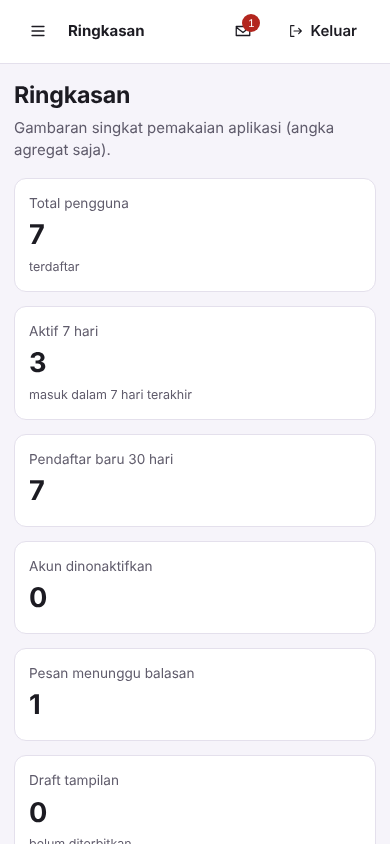 Ringkasan
1
Keluar
Ringkasan
Gambaran singkat pemakaian aplikasi (angka
agregat saja).
Total pengguna
7
terdaftar
Aktif 7 hari
3
masuk dalam 7 hari terakhir
Pendaftar baru 30 hari
7
Akun dinonaktifkan
0
Pesan menunggu balasan
1
Draft tampilan
0
belum diterbitkan